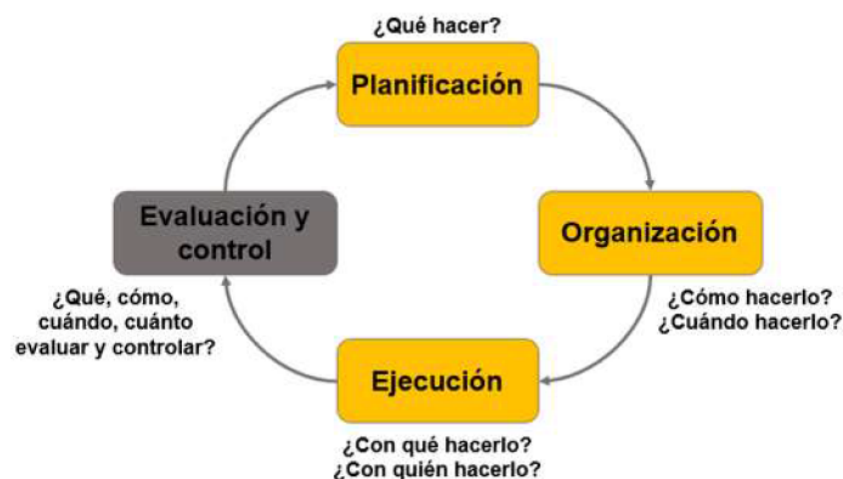 ¿Qué hacer?
Planificación
Organización
¿Cómo hacerlo?
¿Cuándo hacerlo?
Ejecución
¿Con qué hacerlo?
¿Con quién hacerlo?
Evaluación y
control
¿Qué, cómo,
cuándo, cuánto
evaluar y controlar?